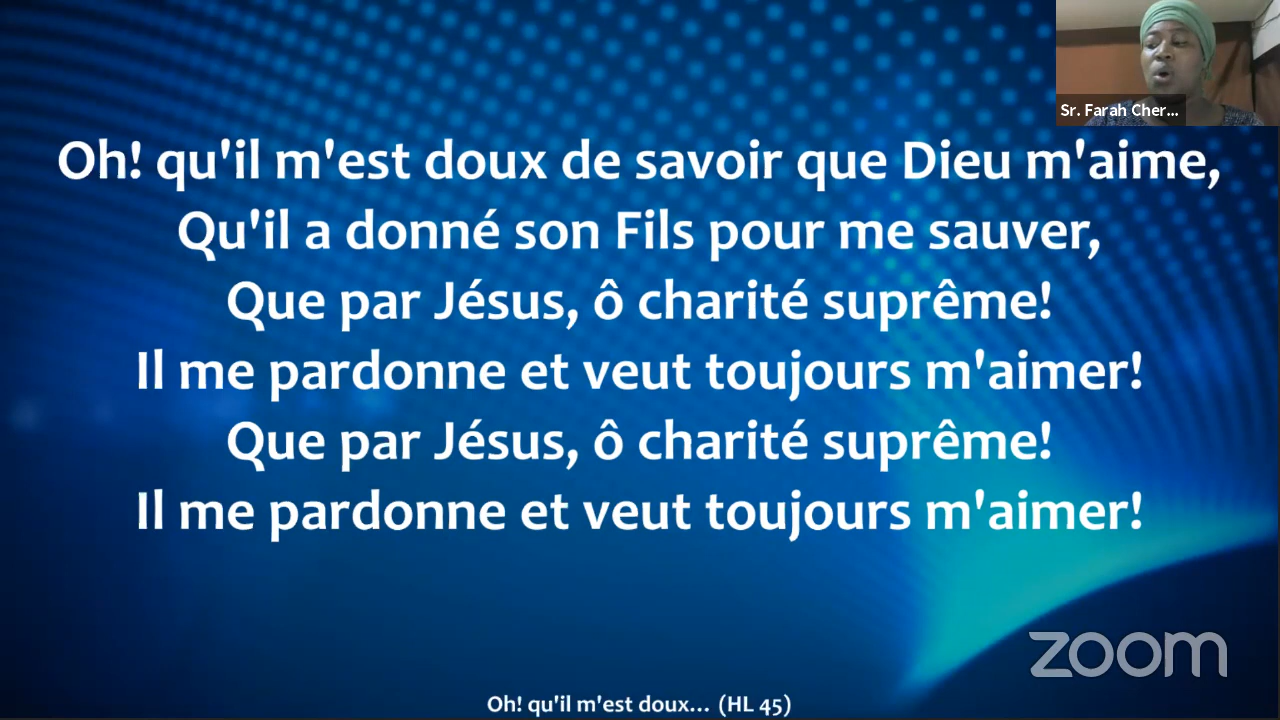 Sr. Farah Cher...
Oh! qu'il m'est doux de savoir que Dieu m'aime,
Qu'il a donné son Fils pour me sauver,
Que par Jésus, ô charité suprême!
Il me pardonne et veut toujours m'aimer!
Que par Jésus, ô charité suprême!
Il me pardonne et veut toujours m'aimer!
zoom
Oh! qu'il m'est doux... (HL 45)